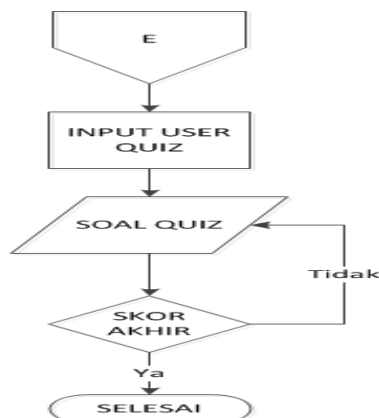 E
INPUT USER
QUIZ
SOAL QUIZ
Tidak
SKOR
AKHIR
Ya
SELESAI